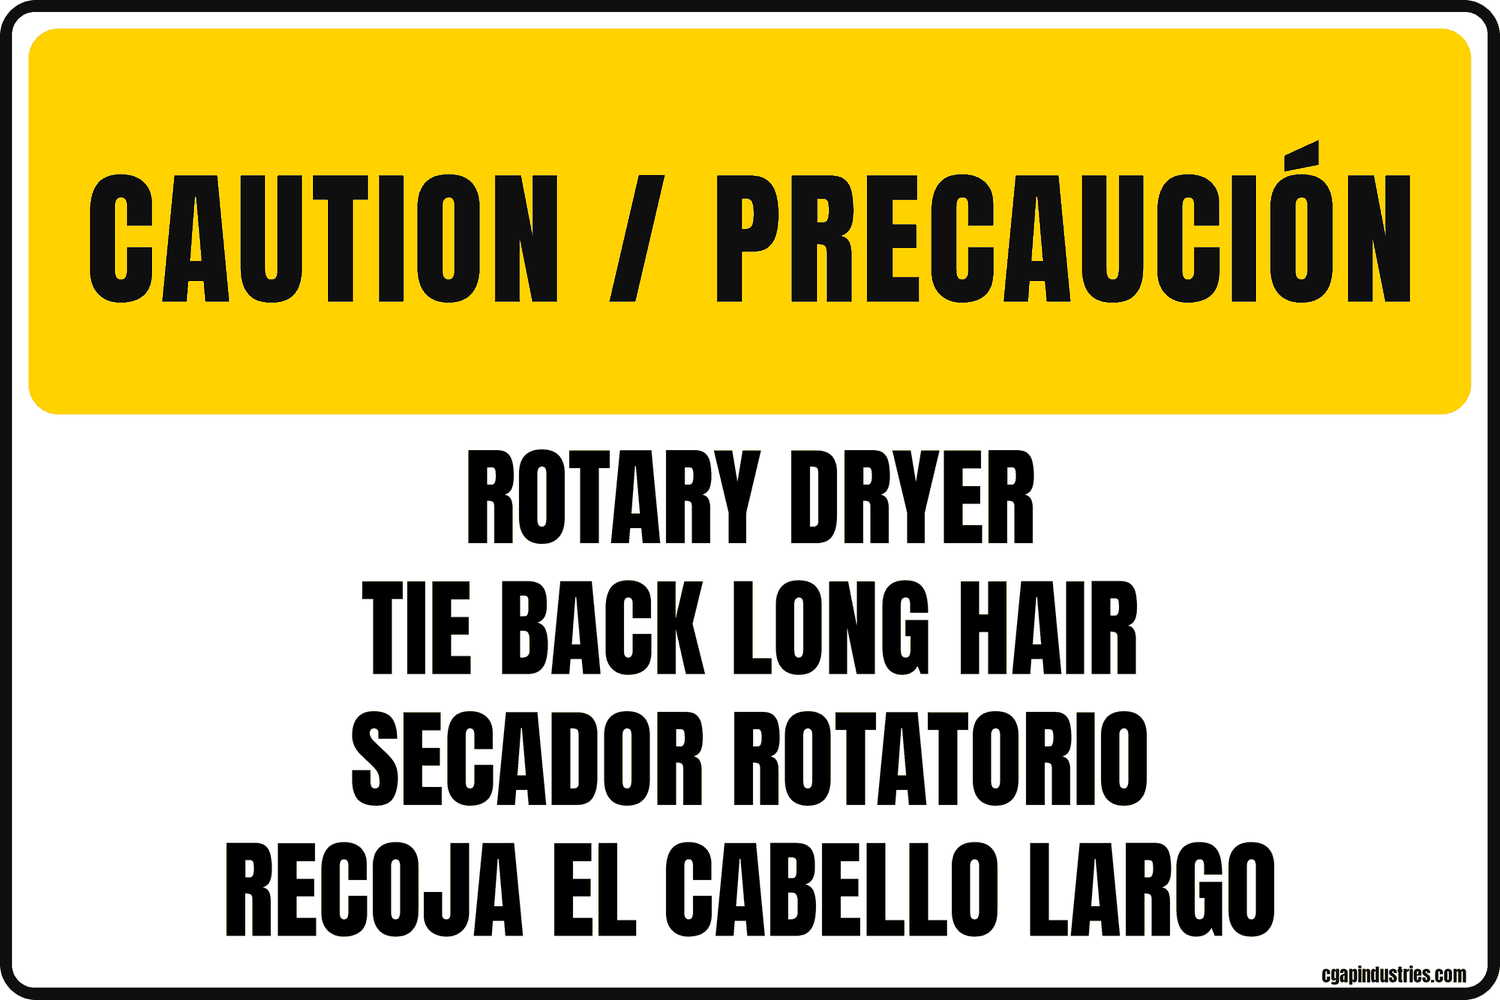 CAUTION / PRECAUCIÓN
ROTARY DRYER
TIE BACK LONG HAIR
SECADOR ROTATORIO
RECOJA EL CABELLO LARGO
cgapindustries.com